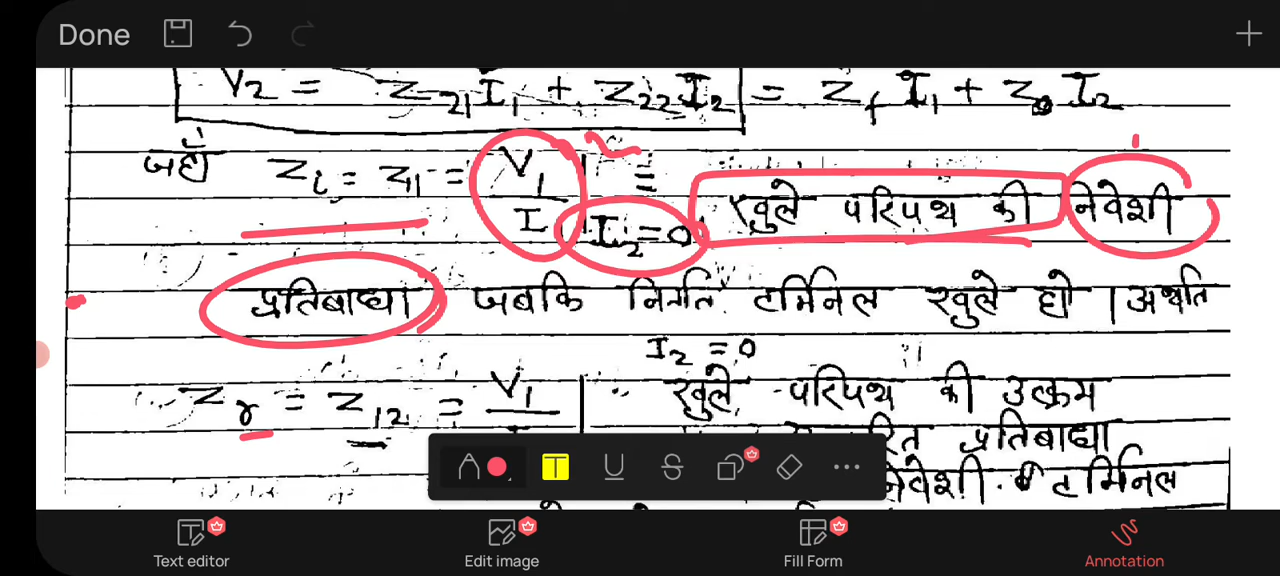 Done
V2 = Z21I1 + Z22I2 = Zf I1 + Zo I2
जहाँ Zi = Z11 = V1/I | I2=0 = खुले परिपथ की निवेशी
प्रतिबाधा जबकि निर्गत टर्मिनल खुले हो। अर्थात
I2 = 0
Zr = Z12 = V1 | खुले परिपथ की उत्क्रम
प्रतिबाधा
निवेशी टर्मिनल
T U S
Text editor
Edit image
Fill Form
Annotation